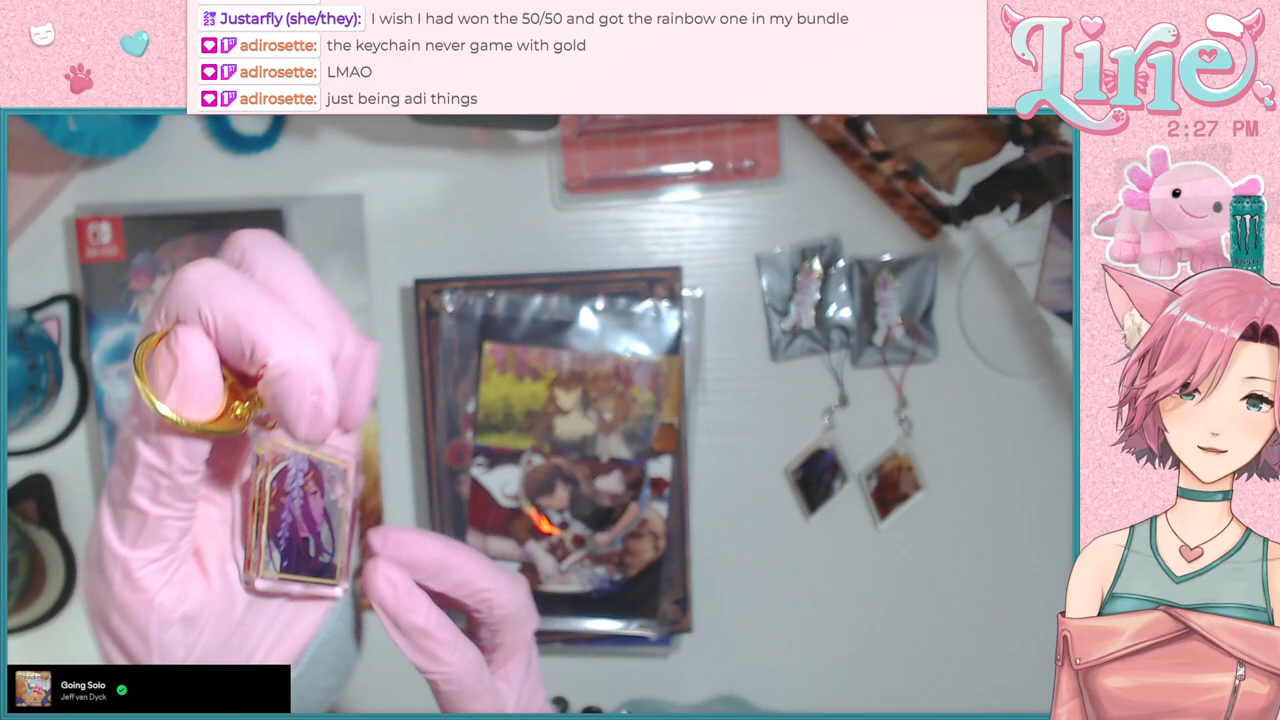 Justarfly (she/they): I wish I had won the 50/50 and got the rainbow one in my bundle
adirosette: the keychain never game with gold
adirosette: LMAO
adirosette: just being adi things
Lirie
2:27 PM
Going Solo
Jeff van Dyck